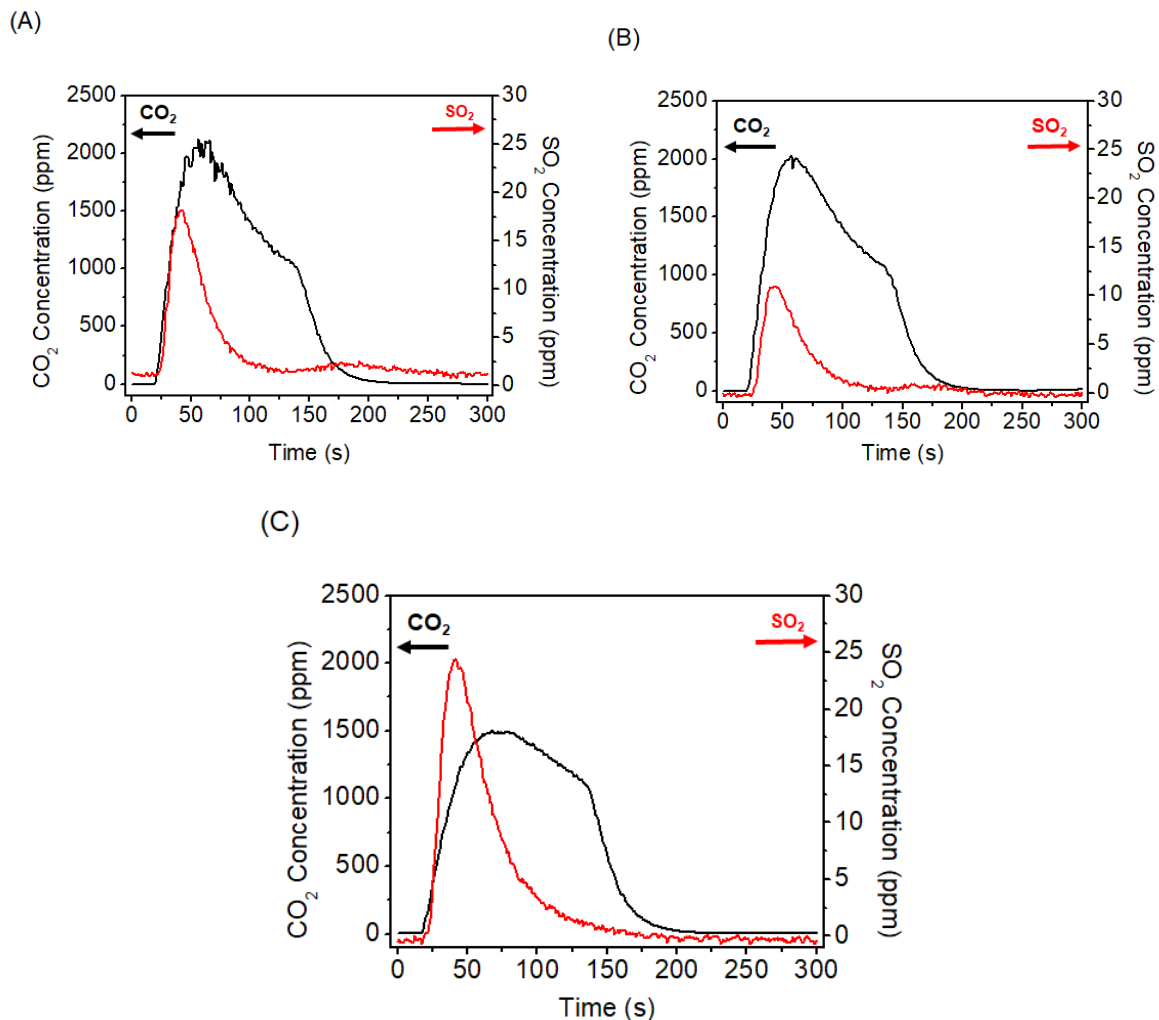 (A)
(B)
CO₂
SO₂
2500
2000
1500
1000
500
0
30
25
20
15
10
5
0
0 50 100 150 200 250 300
CO₂ Concentration (ppm)
SO₂ Concentration (ppm)
Time (s)
CO₂
SO₂
2500
2000
1500
1000
500
0
30
25
20
15
10
5
0
0 50 100 150 200 250 300
CO₂ Concentration (ppm)
SO₂ Concentration (ppm)
Time (s)
(C)
CO₂
SO₂
2500
2000
1500
1000
500
0
30
25
20
15
10
5
0
0 50 100 150 200 250 300
CO₂ Concentration (ppm)
SO₂ Concentration (ppm)
Time (s)